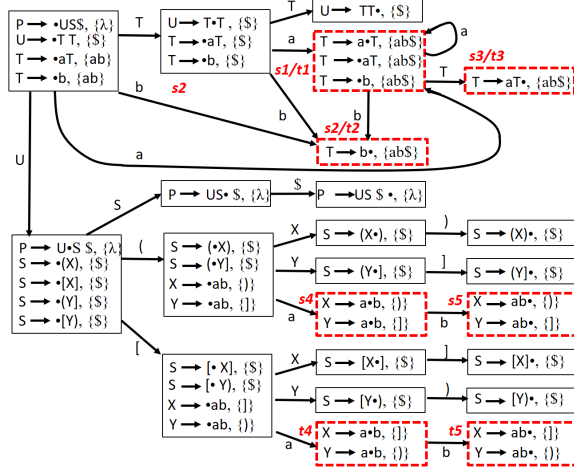 P → •US$, {λ}
U → •T T, {$}
T → •aT, {ab}
T → •b, {ab}
T
U → T•T , {$}
T → •aT, {$}
T → •b, {$}
T
U → TT•, {$}
a
s1/t1
T → a•T, {ab$}
T → •aT, {ab$}
T → •b, {ab$}
a
T
s3/t3
T → aT•, {ab$}
b
s2
b
b
s2/t2
T → b•, {ab$}
a
U
S
P → US• $, {λ}
$
P → US $ •, {λ}
P → U•S $, {λ}
S → •(X), {$}
S → •[X], {$}
S → •(Y], {$}
S → •[Y), {$}
(
S → (•X), {$}
S → (•Y], {$}
X → •ab, {)}
Y → •ab, {]}
X
S → (X•), {$}
)
S → (X)•, {$}
Y
S → (Y•], {$}
]
S → (Y]•, {$}
a
s4
X → a•b, {)}
Y → a•b, {]}
b
s5
X → ab•, {)}
Y → ab•, {]}
[
S → [• X], {$}
S → [• Y), {$}
X → •ab, {]}
Y → •ab, {)}
X
S → [X•], {$}
]
S → [X]•, {$}
Y
S → [Y•), {$}
)
S → [Y)•, {$}
a
t4
X → a•b, {]}
Y → a•b, {)}
b
t5
X → ab•, {]}
Y → ab•, {)}